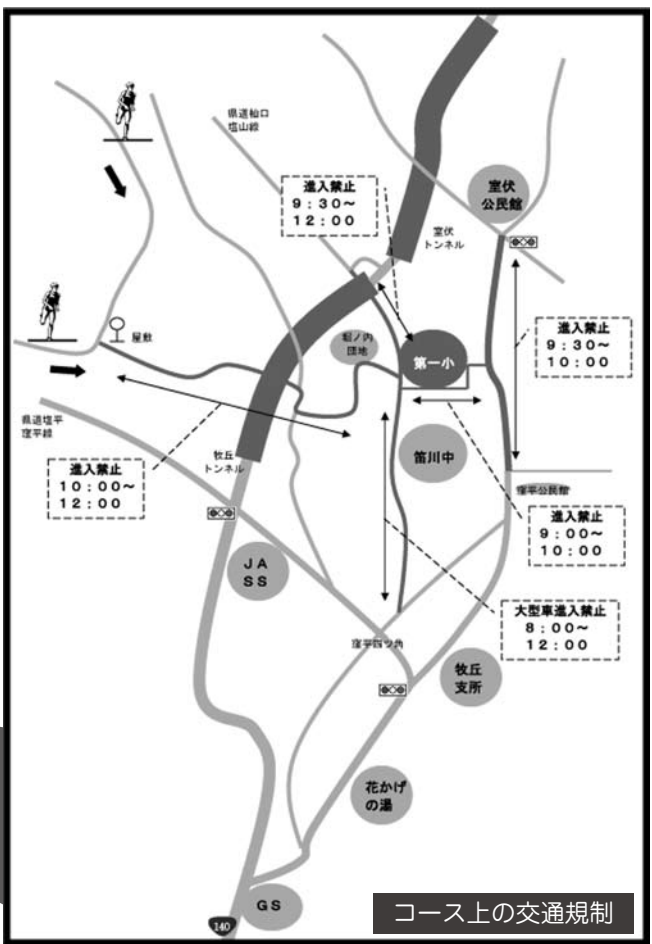 県道杣口
塩山線
進入禁止
9:30~
12:00
室伏
公民館
室伏
トンネル
屋敷
堀ノ内
団地
第一小
進入禁止
9:30~
10:00
県道塩平
窪平線
牧丘
トンネル
進入禁止
10:00~
12:00
笛川中
窪平公民館
進入禁止
9:00~
10:00
JA
SS
大型車進入禁止
8:00~
12:00
窪平四ツ角
牧丘
支所
花かげ
の湯
GS
140
コース上の交通規制